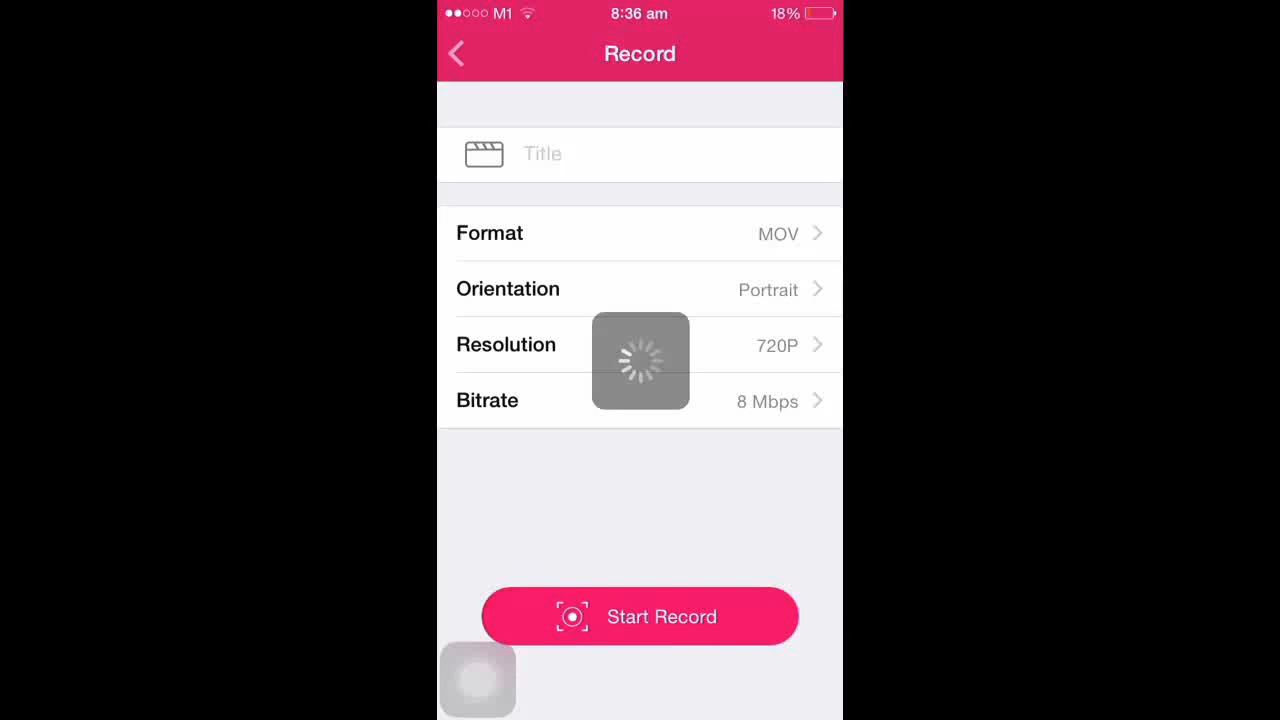 M1 8:36 am 18%
Record
Title
Format MOV
Orientation Portrait
Resolution 720P
Bitrate 8 Mbps
Start Record